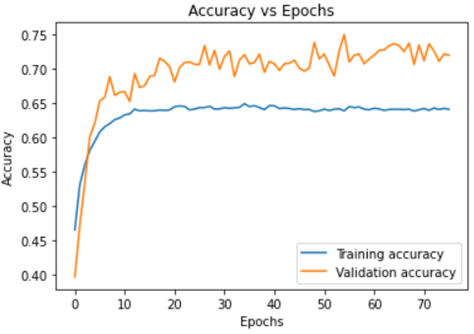 Accuracy vs Epochs
0.75
0.70
0.65
0.60
0.55
0.50
0.45
0.40
Accuracy
Training accuracy
Validation accuracy
0 10 20 30 40 50 60 70
Epochs